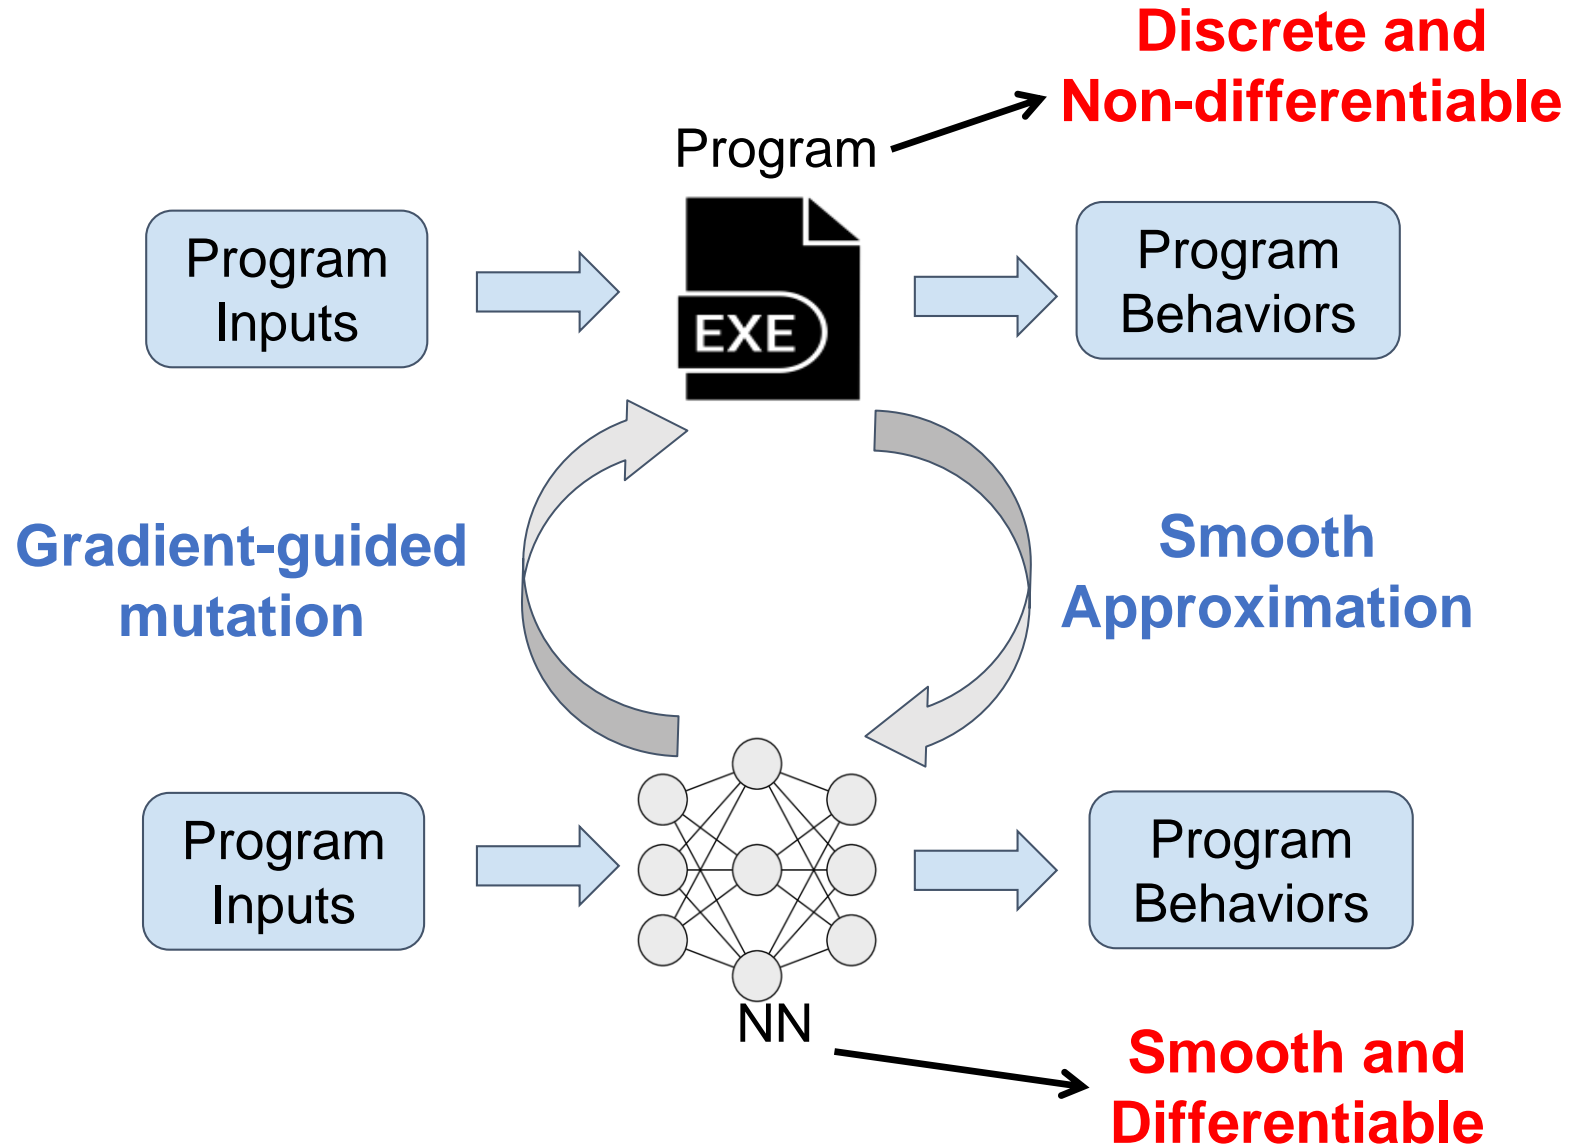 Discrete and
Non-differentiable
Program
Program
Inputs
EXE
Program
Behaviors
Gradient-guided
mutation
Smooth
Approximation
Program
Inputs
Program
Behaviors
NN
Smooth and
Differentiable